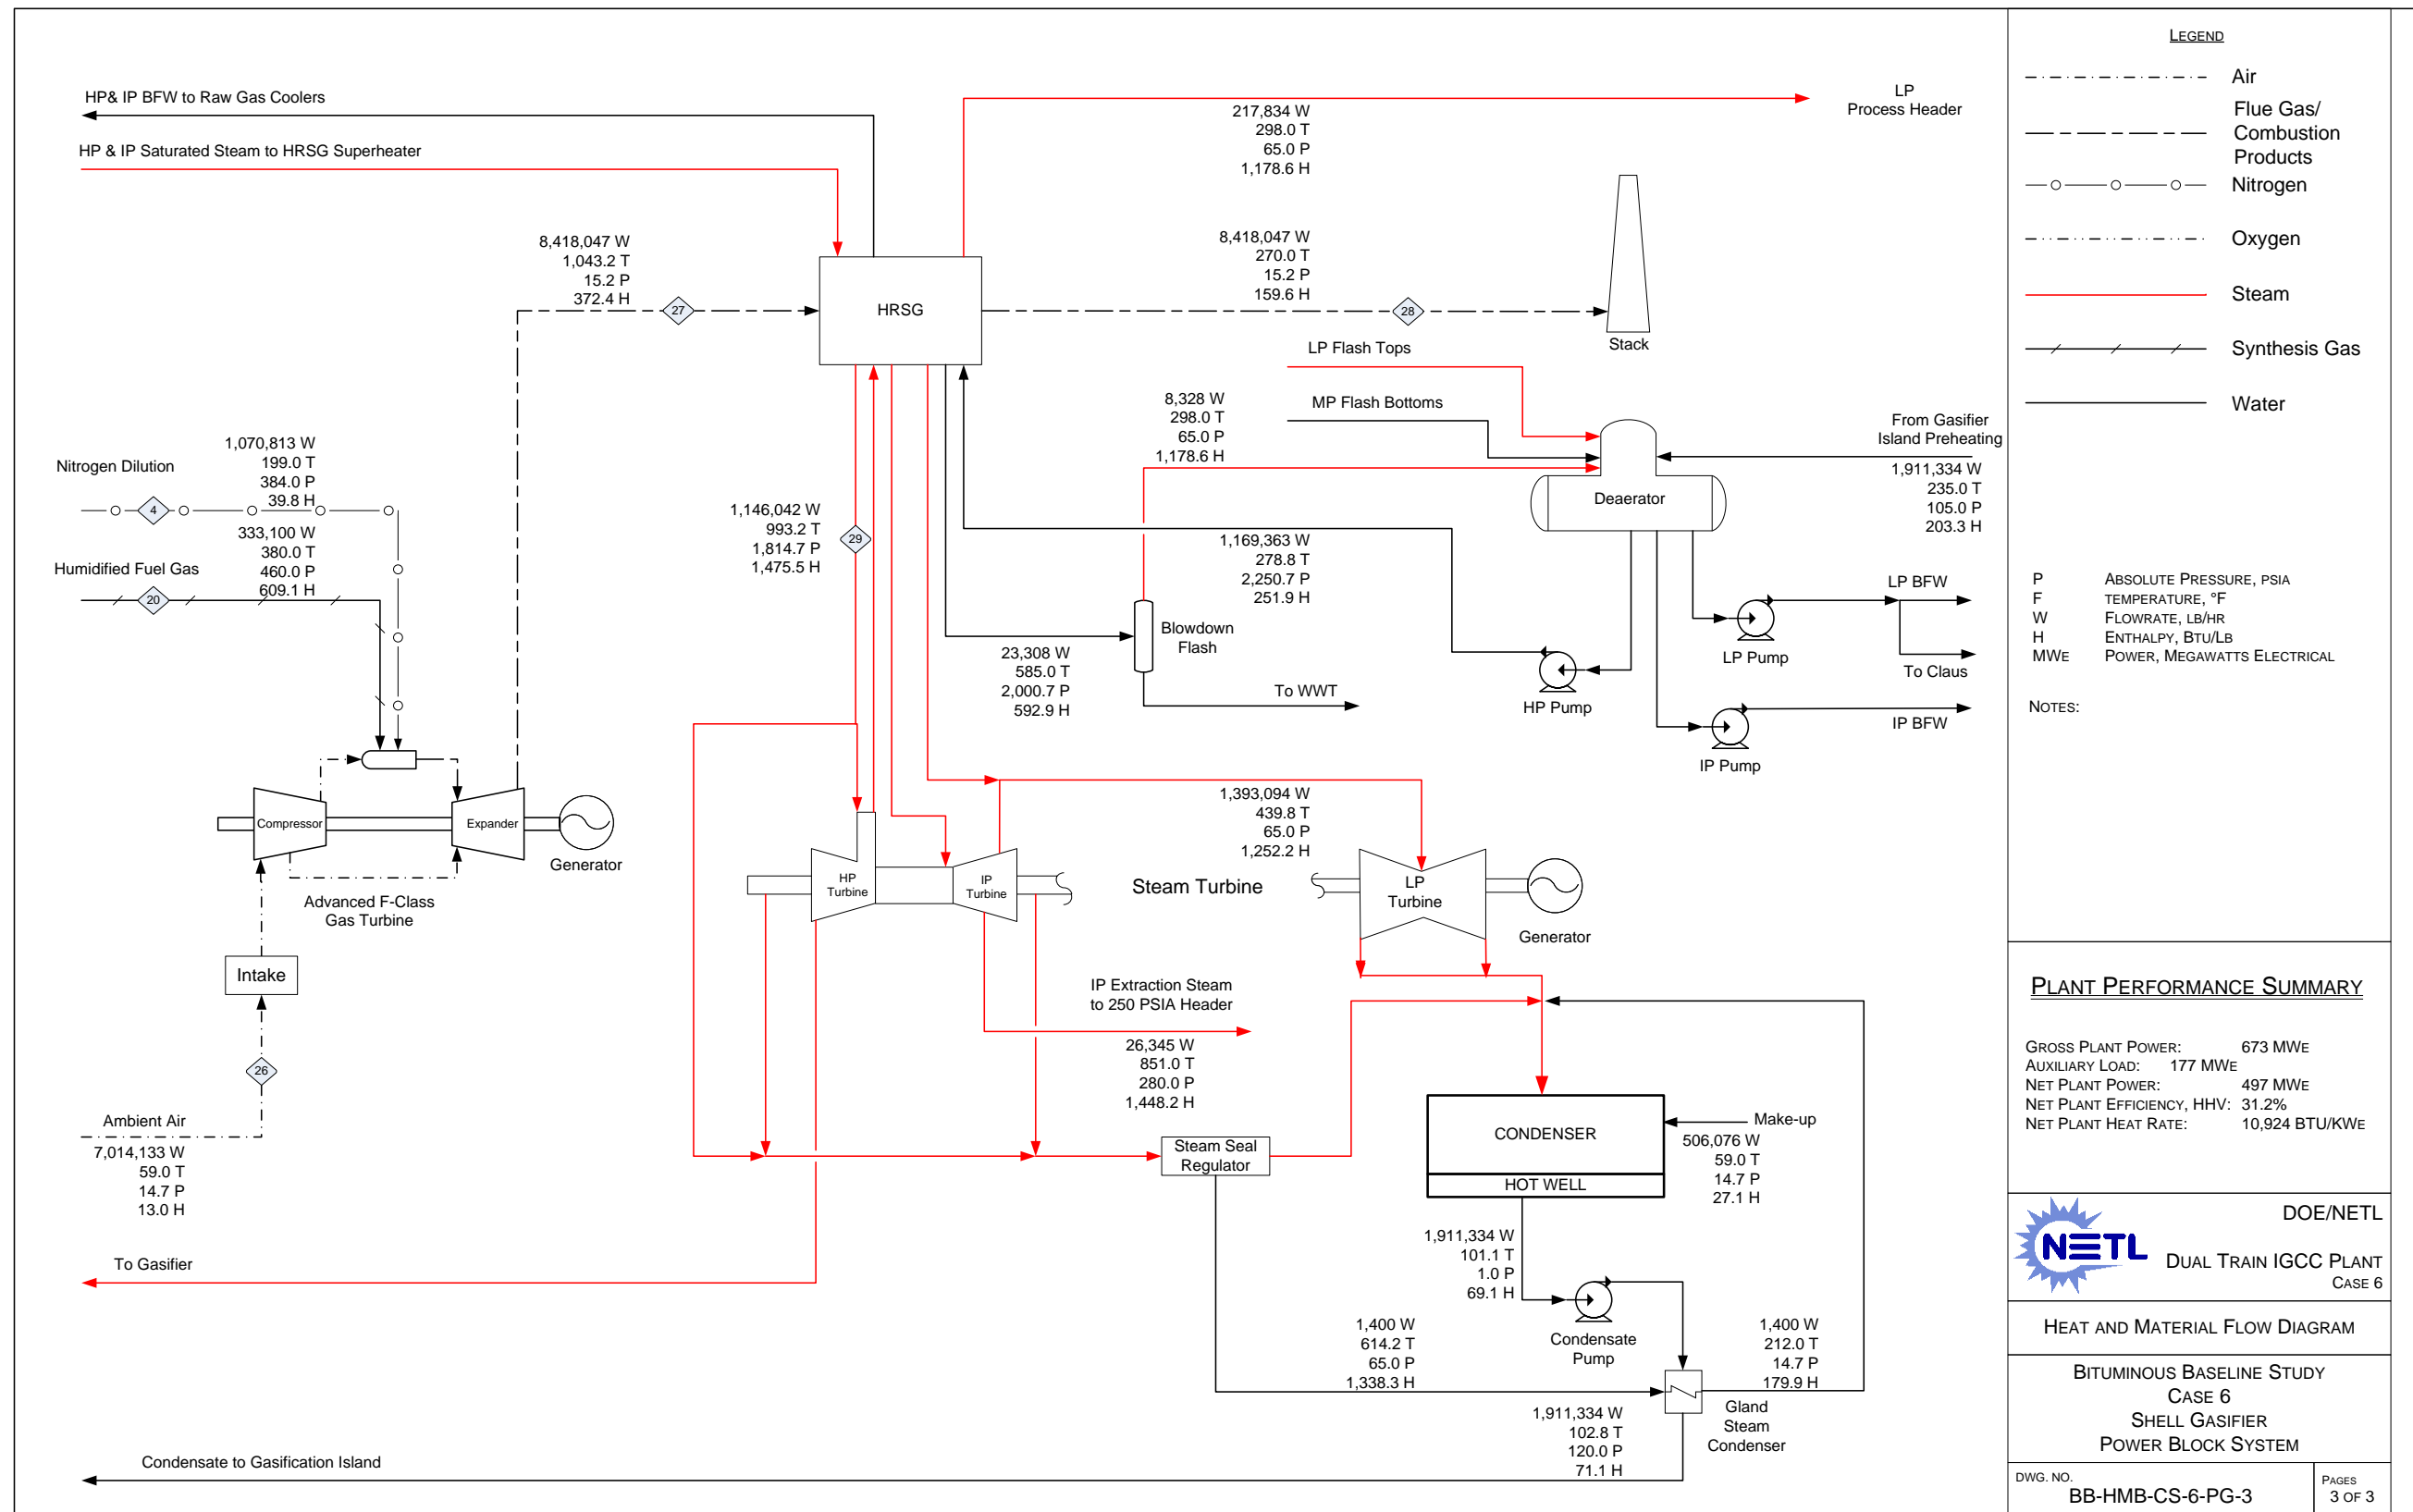 HP& IP BFW to Raw Gas Coolers
HP & IP Saturated Steam to HRSG Superheater
217,834 W
298.0 T
65.0 P
1,178.6 H
LP
Process Header
8,418,047 W
1,043.2 T
15.2 P
372.4 H
27
HRSG
8,418,047 W
270.0 T
15.2 P
159.6 H
28
Stack
LP Flash Tops
MP Flash Bottoms
8,328 W
298.0 T
65.0 P
1,178.6 H
From Gasifier
Island Preheating
1,911,334 W
235.0 T
105.0 P
203.3 H
Deaerator
Nitrogen Dilution
1,070,813 W
199.0 T
384.0 P
39.8 H
4
Humidified Fuel Gas
333,100 W
380.0 T
460.0 P
609.1 H
20
1,146,042 W
993.2 T
1,814.7 P
1,475.5 H
29
1,169,363 W
278.8 T
2,250.7 P
251.9 H
Blowdown
Flash
23,308 W
585.0 T
2,000.7 P
592.9 H
To WWT
HP Pump
LP Pump
LP BFW
To Claus
IP Pump
IP BFW
Compressor
Expander
Generator
Advanced F-Class
Gas Turbine
Intake
26
Ambient Air
7,014,133 W
59.0 T
14.7 P
13.0 H
To Gasifier
HP
Turbine
IP
Turbine
Steam Turbine
1,393,094 W
439.8 T
65.0 P
1,252.2 H
LP
Turbine
Generator
IP Extraction Steam
to 250 PSIA Header
26,345 W
851.0 T
280.0 P
1,448.2 H
Steam Seal
Regulator
CONDENSER
HOT WELL
Make-up
506,076 W
59.0 T
14.7 P
27.1 H
1,911,334 W
101.1 T
1.0 P
69.1 H
Condensate
Pump
1,400 W
614.2 T
65.0 P
1,338.3 H
1,400 W
212.0 T
14.7 P
179.9 H
Gland
Steam
Condenser
1,911,334 W
102.8 T
120.0 P
71.1 H
Condensate to Gasification Island
LEGEND
Air
Flue Gas/
Combustion
Products
Nitrogen
Oxygen
Steam
Synthesis Gas
Water
P ABSOLUTE PRESSURE, PSIA
F TEMPERATURE, °F
W FLOWRATE, LB/HR
H ENTHALPY, BTU/LB
MWE POWER, MEGAWATTS ELECTRICAL
NOTES:
PLANT PERFORMANCE SUMMARY
GROSS PLANT POWER: 673 MWE
AUXILIARY LOAD: 177 MWE
NET PLANT POWER: 497 MWE
NET PLANT EFFICIENCY, HHV: 31.2%
NET PLANT HEAT RATE: 10,924 BTU/KWE
NETL
DOE/NETL
DUAL TRAIN IGCC PLANT
CASE 6
HEAT AND MATERIAL FLOW DIAGRAM
BITUMINOUS BASELINE STUDY
CASE 6
SHELL GASIFIER
POWER BLOCK SYSTEM
DWG. NO.
BB-HMB-CS-6-PG-3
PAGES
3 OF 3